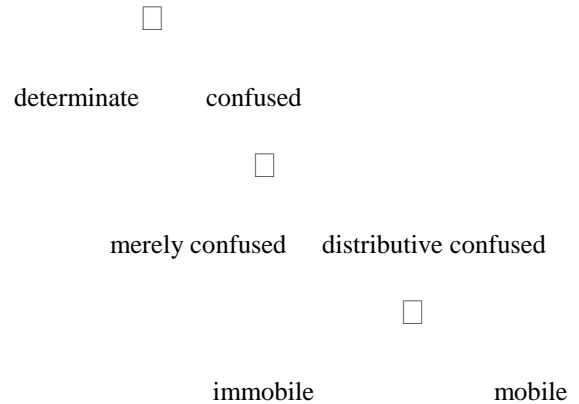 determinate confused
merely confused distributive confused
immobile mobile